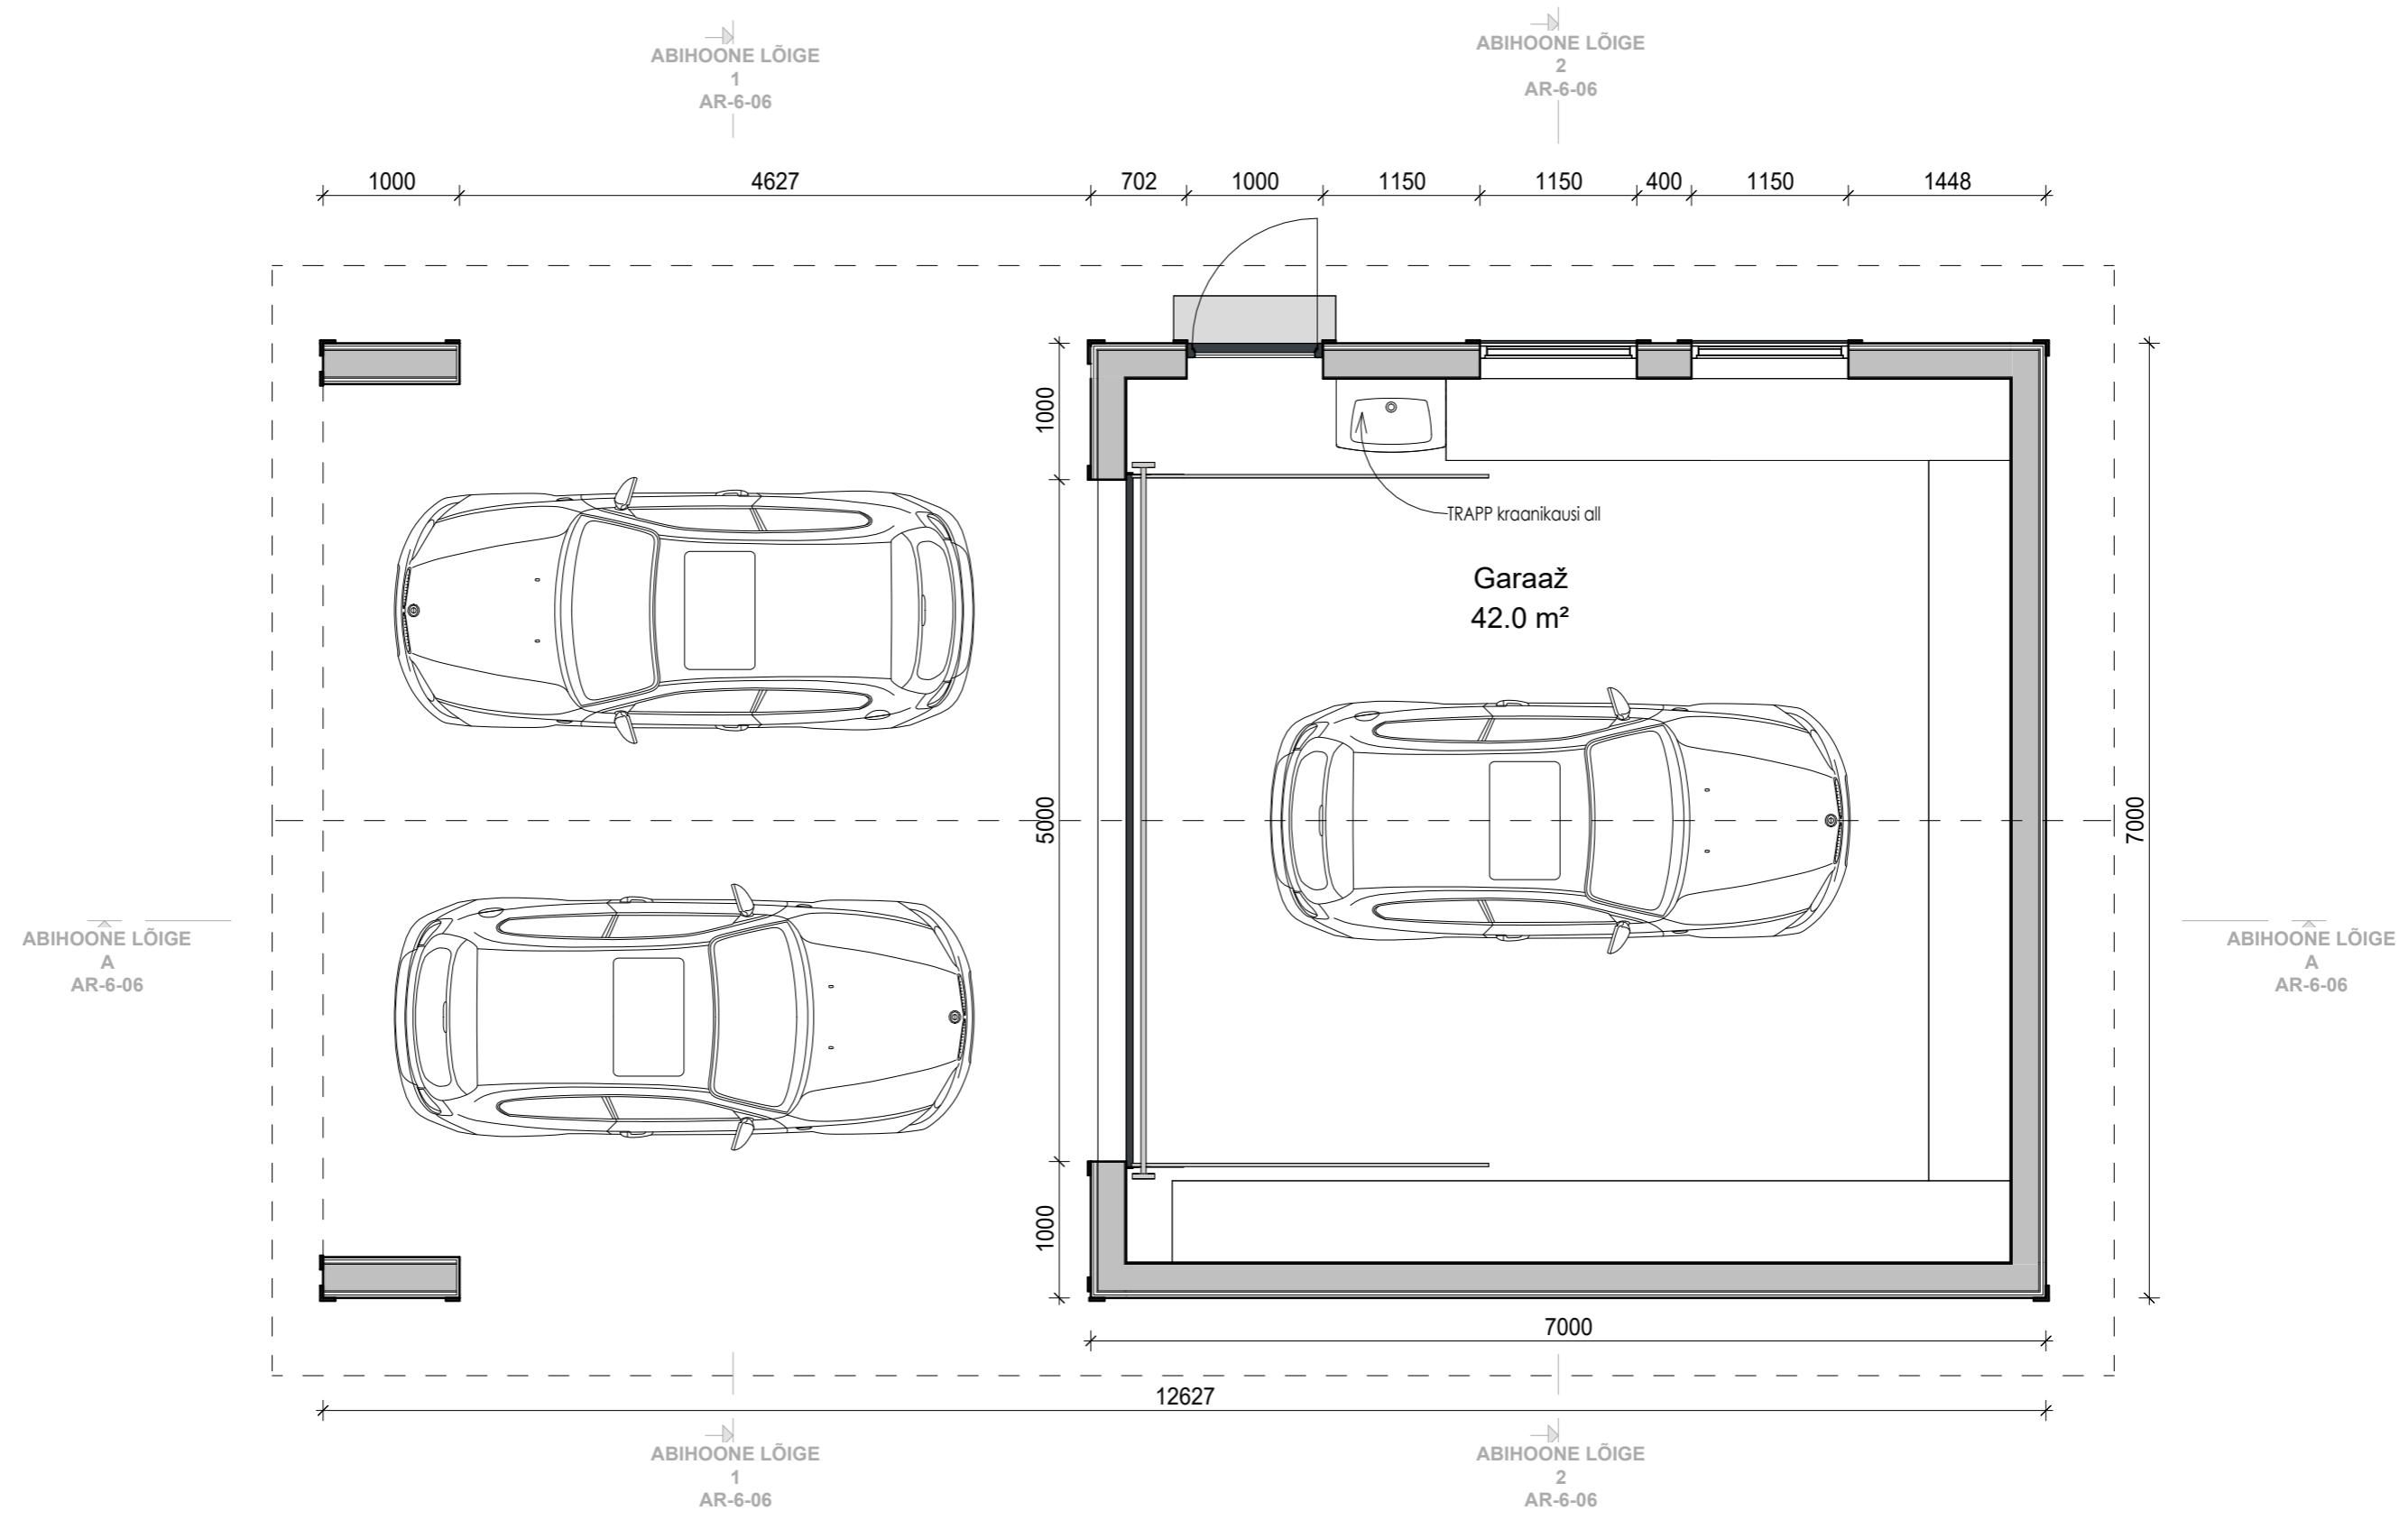 ABIHOONE LÕIGE
1
AR-6-06
ABIHOONE LÕIGE
2
AR-6-06
1000
4627
702
1000
1150
1150
400
1150
1448
1000
TRAPP kraanikausi all
Garaaž
42.0 m²
5000
7000
ABIHOONE LÕIGE
A
AR-6-06
ABIHOONE LÕIGE
A
AR-6-06
1000
7000
12627
ABIHOONE LÕIGE
1
AR-6-06
ABIHOONE LÕIGE
2
AR-6-06